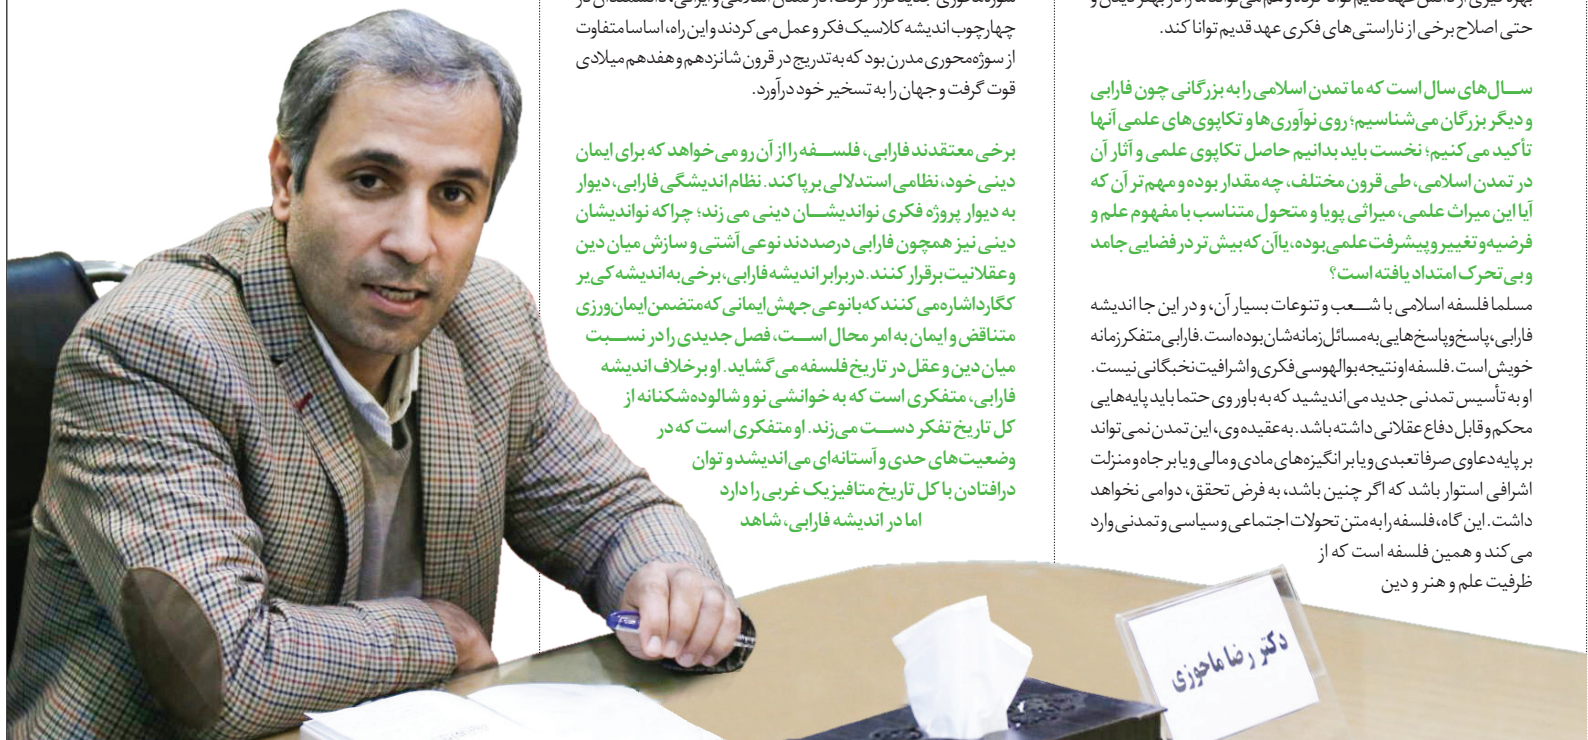 حتی اصلاح برخی از ناراستی‌های فکری عهد قدیم توانا کند.
ســال‌های سال است که ما تمدن اسلامی را به بزرگانی چون فارابی
و دیگر بزرگان می‌شناسیم؛ روی نوآوری‌ها و تکاپوی‌های علمی آنها
تأکید می‌کنیم؛ نخست باید بدانیم حاصل تکاپوی علمی و آثار آن
در تمدن اسلامی، طی قرون مختلف، چه مقدار بوده و مهم‌تر آن که
آیا این میراث علمی، میراثی پویا و متحول متناسب با مفهوم علم و
فرضیه و تغییر و پیشرفت علمی بوده، یا آن که بیش‌تر در فضایی جامد
و بی‌تحرک امتداد یافته است؟
مسلما فلسفه اسلامی با شــعب و تنوعات بسیار آن، و در این جا اندیشه
فارابی، پاسخ و پاسخ‌هایی به مسائل زمانه‌شان بوده است. فارابی متفکر زمانه
خویش است. فلسفه او نتیجه بوالهوسی فکری و اشرافیت نخبگانی نیست.
او به تأسیس تمدنی جدید می‌اندیشید که به باور وی حتما باید پایه‌هایی
محکم و قابل دفاع عقلانی داشته باشد. به عقیده وی، این تمدن نمی‌تواند
بر پایه دعاوی صرفا تعبدی و یا بر انگیزه‌های مادی و مالی و یا بر جاه و منزلت
اشرافی استوار باشد که اگر چنین باشد، به فرض تحقق، دوامی نخواهد
داشت. این گاه، فلسفه را به متن تحولات اجتماعی و سیاسی و تمدنی وارد
می کند و همین فلسفه است که از
ظرفیت علم و هنر و دین
چهارچوب اندیشه کلاسیک فکر و عمل می کردند و این راه، اساسا متفاوت
از سوژه‌محوری مدرن بود که به تدریج در قرون شانزدهم و هفدهم میلادی
قوت گرفت و جهان را به تسخیر خود درآورد.
برخی معتقدند فارابی، فلســفه را از آن رو می‌خواهد که برای ایمان
دینی خود، نظامی استدلالی برپا کند. نظام اندیشگی فارابی، دیوار
به دیوار پروژه فکری نواندیشــان دینی می زند؛ چراکه نواندیشان
دینی نیز همچون فارابی درصددند نوعی آشتی و سازش میان دین
و عقلانیت برقرار کنند. در برابر اندیشه فارابی، برخی به اندیشه کی‌یر
کگارد اشاره می کنند که با نوعی جهش ایمانی که متضمن ایمان‌ورزی
متناقض و ایمان به امر محال اســت، فصل جدیدی را در نســبت
میان دین و عقل در تاریخ فلسفه می گشاید. او برخلاف اندیشه
فارابی، متفکری است که به خوانشی نو و شالوده‌شکنانه از
کل تاریخ تفکر دســت می‌زند. او متفکری است که در
وضعیت‌های حدی و آستانه‌ای می‌اندیشد و توان
درافتادن با کل تاریخ متافیزیک غربی را دارد
اما در اندیشه فارابی، شاهد
دکتر رضا ماحوزی